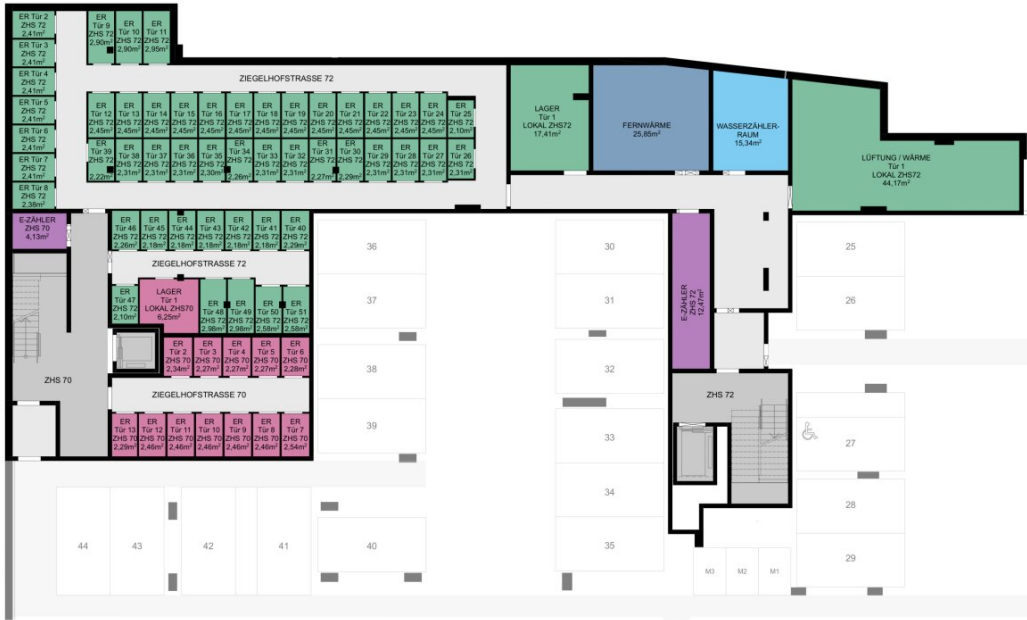 ER Tür 2
ZHS 72
2,41m²
ER Tür 3
ZHS 72
2,41m²
ER Tür 4
ZHS 72
2,41m²
ER Tür 5
ZHS 72
2,41m²
ER Tür 6
ZHS 72
2,41m²
ER Tür 7
ZHS 72
2,41m²
ER Tür 8
ZHS 72
2,38m²
ER
Tür 9
ZHS 72
2,90m²
ER
Tür 10
ZHS 72
2,90m²
ER
Tür 11
ZHS 72
2,95m²
ZIEGELHOFSTRASSE 72
ER
Tür 12
ZHS 72
2,45m²
ER
Tür 13
ZHS 72
2,45m²
ER
Tür 14
ZHS 72
2,45m²
ER
Tür 15
ZHS 72
2,45m²
ER
Tür 16
ZHS 72
2,45m²
ER
Tür 17
ZHS 72
2,45m²
ER
Tür 18
ZHS 72
2,45m²
ER
Tür 19
ZHS 72
2,45m²
ER
Tür 20
ZHS 72
2,45m²
ER
Tür 21
ZHS 72
2,45m²
ER
Tür 22
ZHS 72
2,45m²
ER
Tür 23
ZHS 72
2,45m²
ER
Tür 24
ZHS 72
2,45m²
ER
Tür 25
ZHS 72
2,10m²
ER
Tür 39
ZHS 72
2,22m²
ER
Tür 38
ZHS 72
2,31m²
ER
Tür 37
ZHS 72
2,31m²
ER
Tür 36
ZHS 72
2,31m²
ER
Tür 35
ZHS 72
2,30m²
ER
Tür 34
ZHS 72
2,26m²
ER
Tür 33
ZHS 72
2,31m²
ER
Tür 32
ZHS 72
2,31m²
ER
Tür 31
ZHS 72
2,27m²
ER
Tür 30
ZHS 72
2,29m²
ER
Tür 29
ZHS 72
2,31m²
ER
Tür 28
ZHS 72
2,31m²
ER
Tür 27
ZHS 72
2,31m²
ER
Tür 26
ZHS 72
2,31m²
LAGER
Tür 1
LOKAL ZHS72
17,41m²
FERNWÄRME
25,85m²
WASSERZÄHLER-
RAUM
15,34m²
LÜFTUNG / WÄRME
Tür 1
LOKAL ZHS72
44,17m²
E-ZÄHLER
ZHS 70
4,13m²
ER
Tür 46
ZHS 72
2,26m²
ER
Tür 45
ZHS 72
2,18m²
ER
Tür 44
ZHS 72
2,18m²
ER
Tür 43
ZHS 72
2,18m²
ER
Tür 42
ZHS 72
2,18m²
ER
Tür 41
ZHS 72
2,18m²
ER
Tür 40
ZHS 72
2,29m²
ZIEGELHOFSTRASSE 72
ER
Tür 47
ZHS 72
2,10m²
LAGER
Tür 1
LOKAL ZHS70
6,25m²
ER
Tür 48
ZHS 72
2,98m²
ER
Tür 49
ZHS 72
2,98m²
ER
Tür 50
ZHS 72
2,58m²
ER
Tür 51
ZHS 72
2,58m²
ER
Tür 2
ZHS 70
2,34m²
ER
Tür 3
ZHS 70
2,27m²
ER
Tür 4
ZHS 70
2,27m²
ER
Tür 5
ZHS 70
2,27m²
ER
Tür 6
ZHS 70
2,28m²
ZHS 70
ZIEGELHOFSTRASSE 70
ER
Tür 13
ZHS 70
2,29m²
ER
Tür 12
ZHS 70
2,46m²
ER
Tür 11
ZHS 70
2,46m²
ER
Tür 10
ZHS 70
2,46m²
ER
Tür 9
ZHS 70
2,46m²
ER
Tür 8
ZHS 70
2,46m²
ER
Tür 7
ZHS 70
2,54m²
E-ZÄHLER
ZHS 72
12,47m²
ZHS 72
36
37
38
39
30
31
32
33
34
35
25
26
27
28
29
44
43
42
41
40
M3
M2
M1